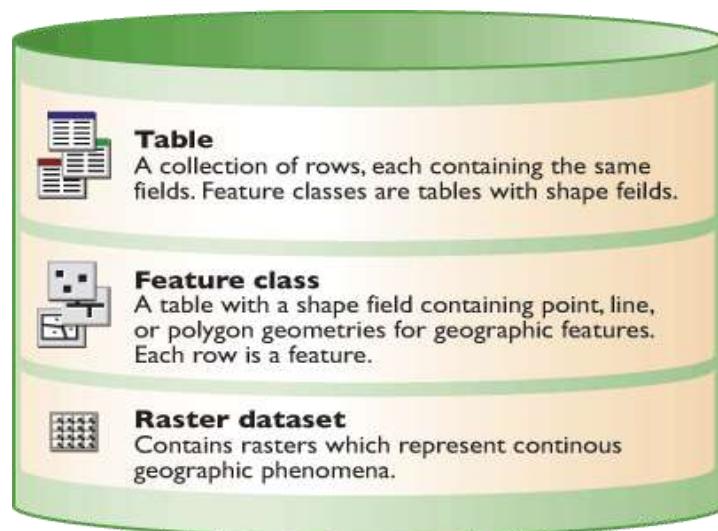 Table
A collection of rows, each containing the same
fields. Feature classes are tables with shape feilds.
Feature class
A table with a shape field containing point, line,
or polygon geometries for geographic features.
Each row is a feature.
Raster dataset
Contains rasters which represent continous
geographic phenomena.